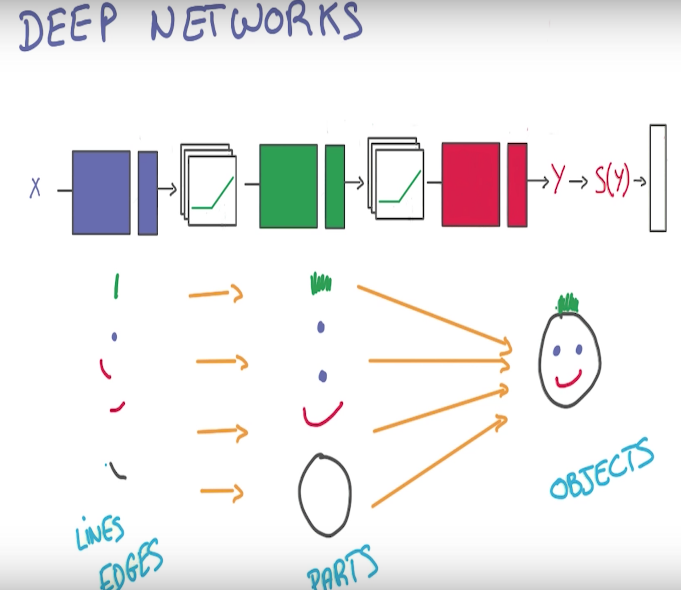 DEEP NETWORKS
X
Y
S(Y)
LINES
EDGES
PARTS
OBJECTS